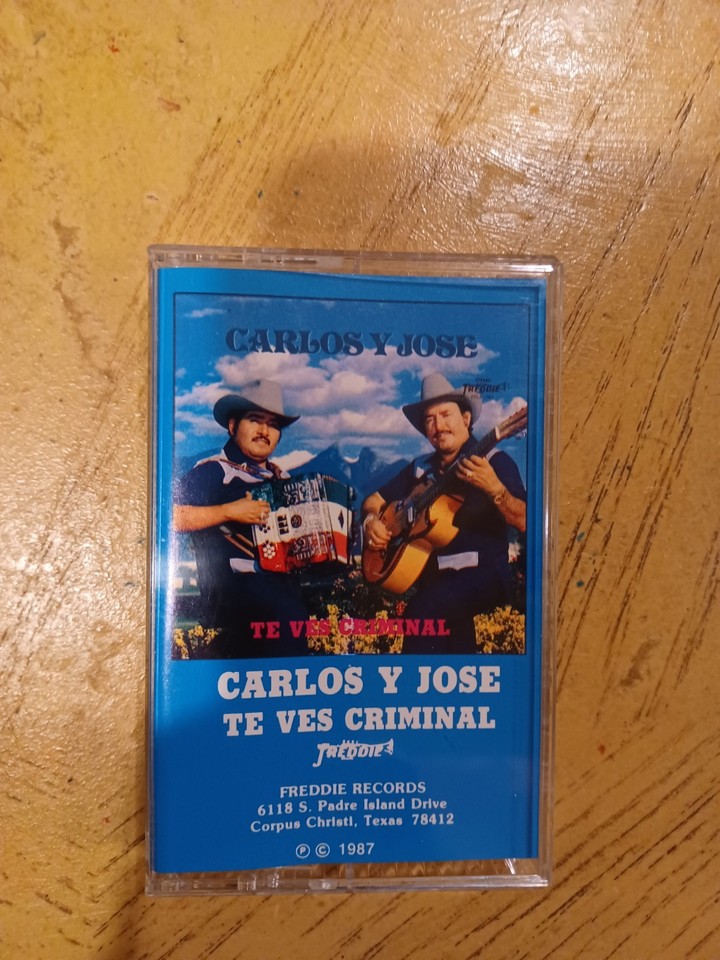 CARLOS Y JOSE
FREDDIE
TE VES CRIMINAL
CARLOS Y JOSE
TE VES CRIMINAL
FREDDIE
FREDDIE RECORDS
6118 S. Padre Island Drive
Corpus Christi, Texas 78412
Ⓟ © 1987